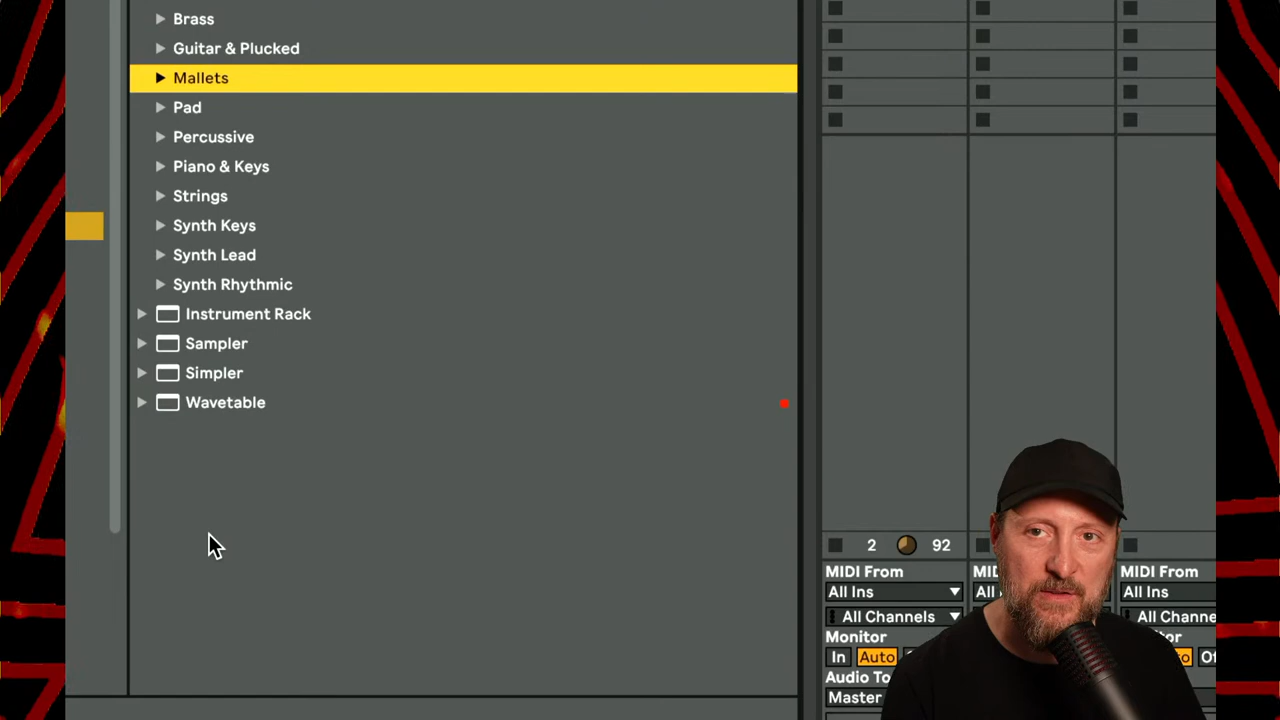 Brass
Guitar & Plucked
Mallets
Pad
Percussive
Piano & Keys
Strings
Synth Keys
Synth Lead
Synth Rhythmic
Instrument Rack
Sampler
Simpler
Wavetable
2 92
MIDI From MIDI From
All Ins All Ins
All Channels All Channe
Monitor
In Auto
Audio To
Master